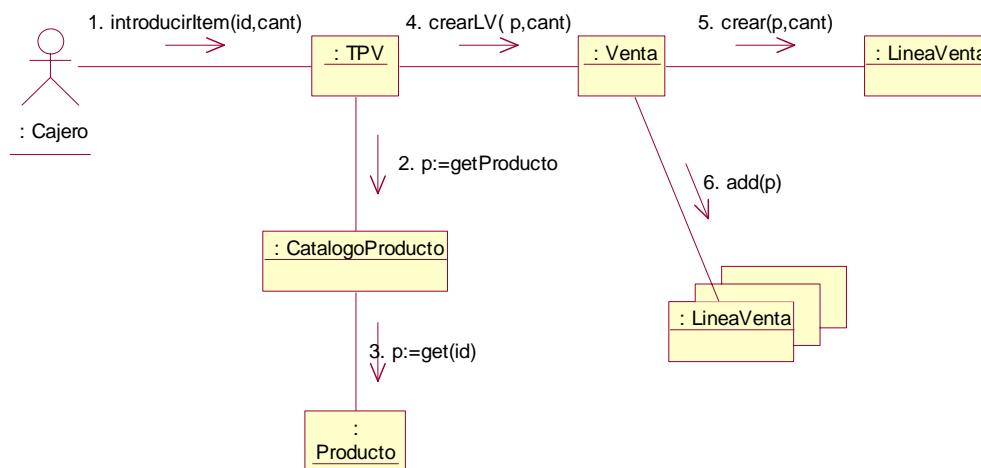 1. introducirItem(id,cant)
4. crearLV( p,cant)
5. crear(p,cant)
: TPV
: Venta
: LineaVenta
: Cajero
2. p:=getProducto
6. add(p)
: CatalogoProducto
: LineaVenta
3. p:=get(id)
:
Producto